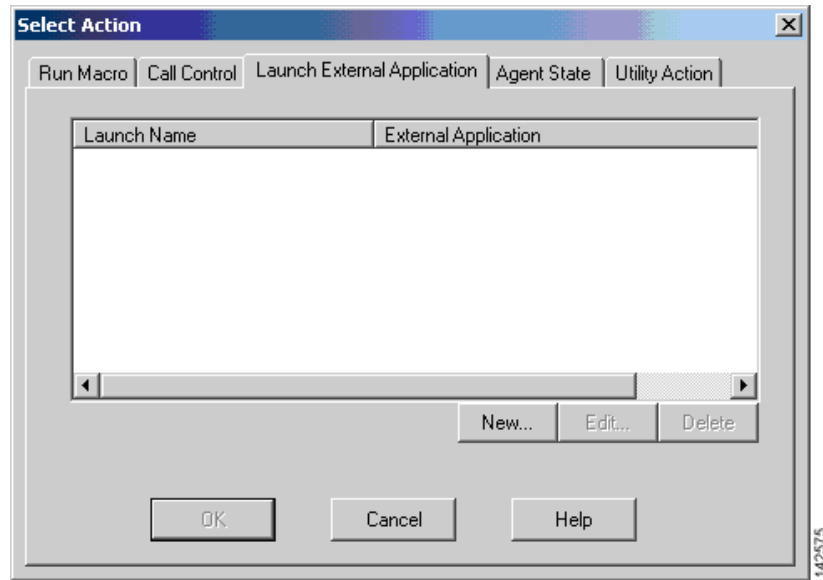 Select Action
Run Macro Call Control Launch External Application Agent State Utility Action
Launch Name External Application
New... Edit... Delete
OK Cancel Help
142575